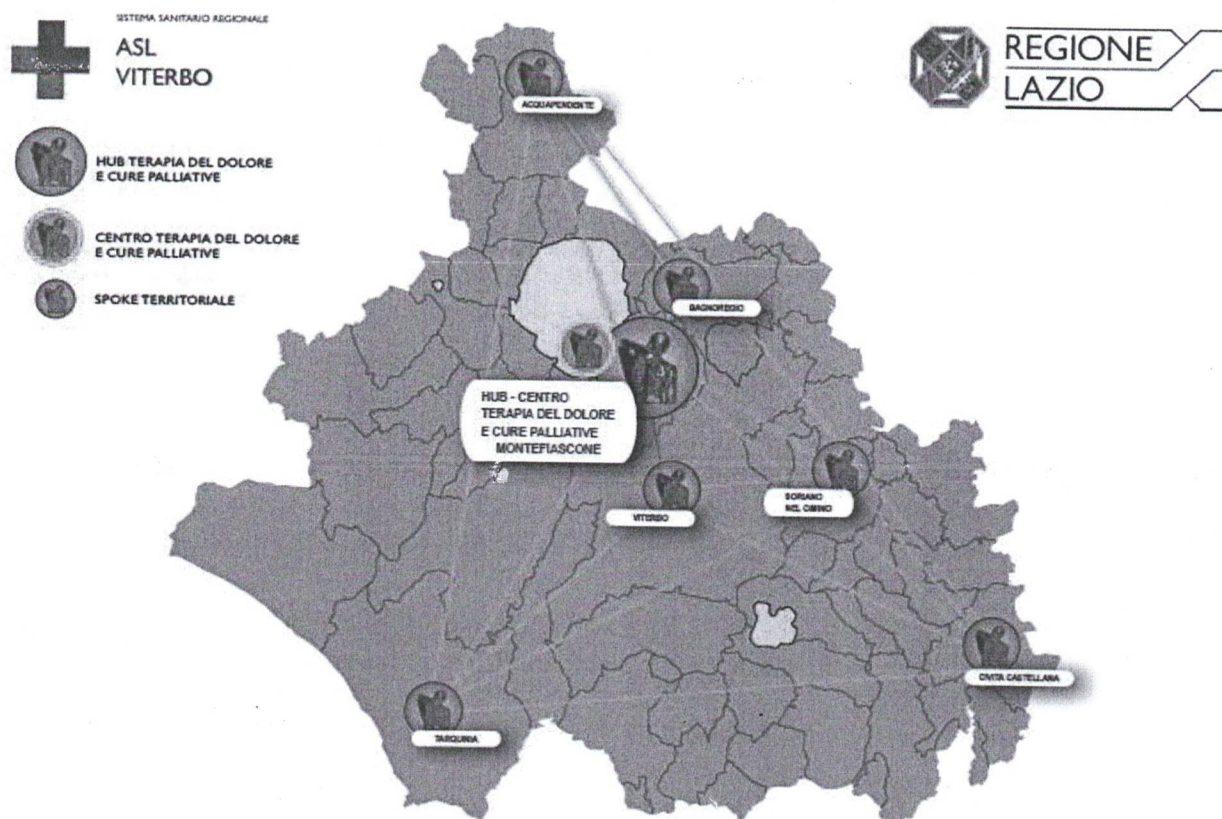 SISTEMA SANITARIO REGIONALE
ASL
VITERBO
REGIONE
LAZIO
HUB TERAPIA DEL DOLORE
E CURE PALLIATIVE
CENTRO TERAPIA DEL DOLORE
E CURE PALLIATIVE
SPOKE TERRITORIALE
ACQUAPENDENTE
BAGNOREGIO
HUB - CENTRO
TERAPIA DEL DOLORE
E CURE PALLIATIVE
MONTEFIASCONE
VITERBO
SORIANO
NEL CIMINO
CIVITA CASTELLANA
TARQUINIA